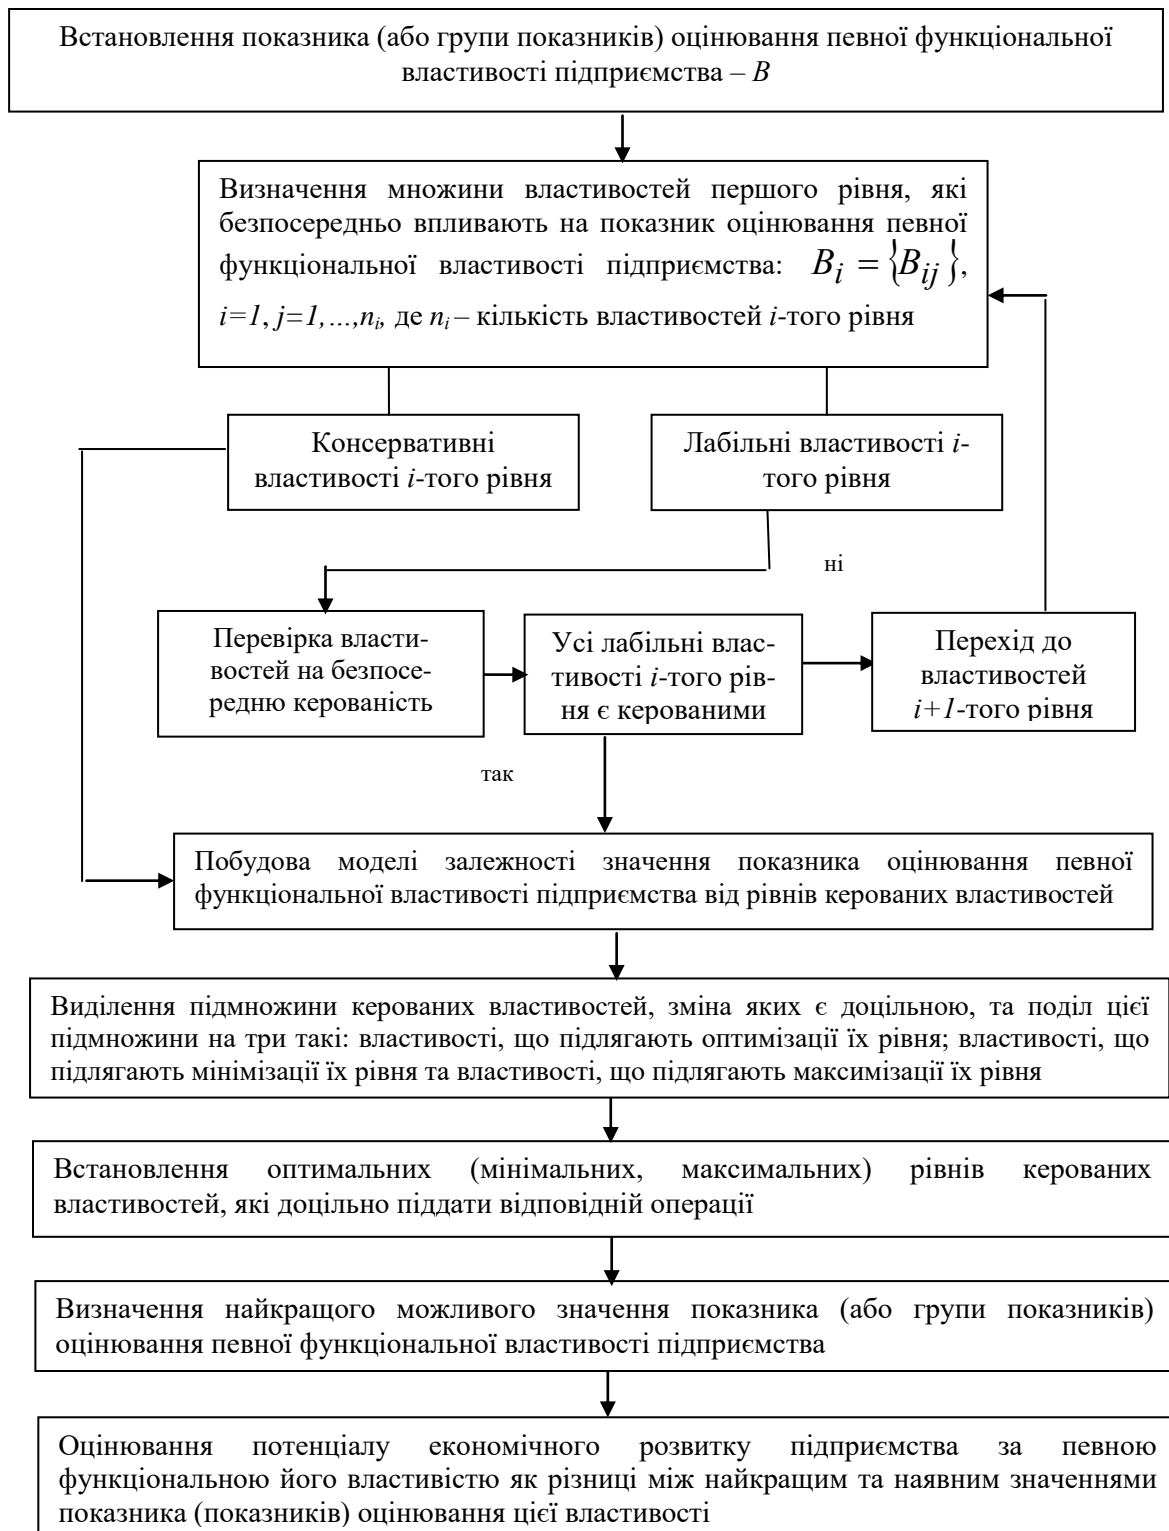 Встановлення показника (або групи показників) оцінювання певної функціональної
властивості підприємства – B
Визначення множини властивостей першого рівня, які
безпосередньо впливають на показник оцінювання певної
функціональної властивості підприємства: B_i = {B_ij},
i=1, j=1,…,n_i, де n_i – кількість властивостей i-того рівня
Консервативні
властивості i-того рівня
Лабільні властивості i-
того рівня
ні
Перевірка власти-
востей на безпосе-
редню керованість
Усі лабільні влас-
тивості i-того рів-
ня є керованими
Перехід до
властивостей
i+1-того рівня
так
Побудова моделі залежності значення показника оцінювання певної
функціональної властивості підприємства від рівнів керованих властивостей
Виділення підмножини керованих властивостей, зміна яких є доцільною, та поділ цієї
підмножини на три такі: властивості, що підлягають оптимізації їх рівня; властивості, що
підлягають мінімізації їх рівня та властивості, що підлягають максимізації їх рівня
Встановлення оптимальних (мінімальних, максимальних) рівнів керованих
властивостей, які доцільно піддати відповідній операції
Визначення найкращого можливого значення показника (або групи показників)
оцінювання певної функціональної властивості підприємства
Оцінювання потенціалу економічного розвитку підприємства за певною
функціональною його властивістю як різниці між найкращим та наявним значеннями
показника (показників) оцінювання цієї властивості